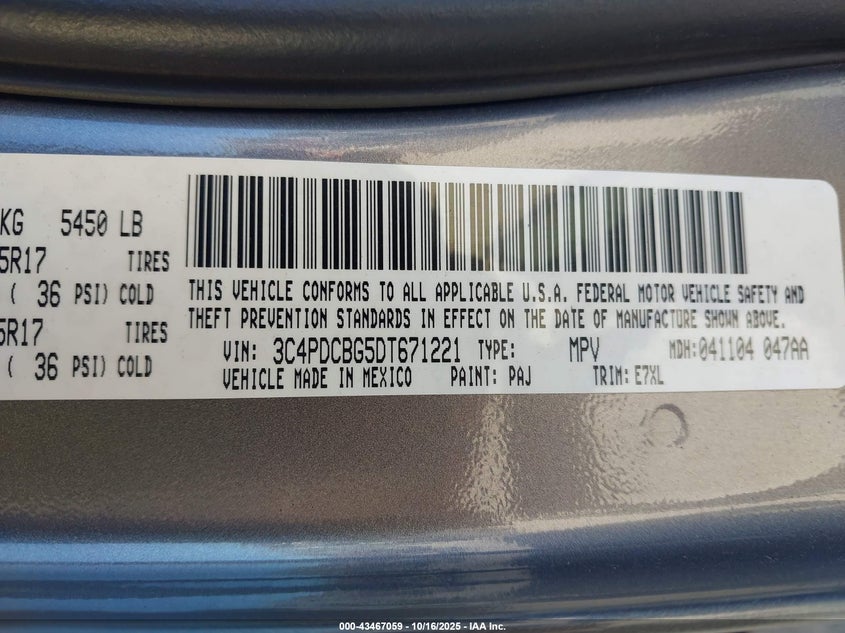 KG 5450 LB
5R17 TIRES
( 36 PSI) COLD
5R17 TIRES
( 36 PSI) COLD
THIS VEHICLE CONFORMS TO ALL APPLICABLE U.S.A. FEDERAL MOTOR VEHICLE SAFETY AND
THEFT PREVENTION STANDARDS IN EFFECT ON THE DATE OF MANUFACTURE SHOWN ABOVE.
VIN: 3C4PDCBG5DT671221 TYPE: MPV MDH:041104 047AA
VEHICLE MADE IN MEXICO PAINT: PAJ TRIM: E7XL
000-43467059 - 10/16/2025 - IAA Inc.